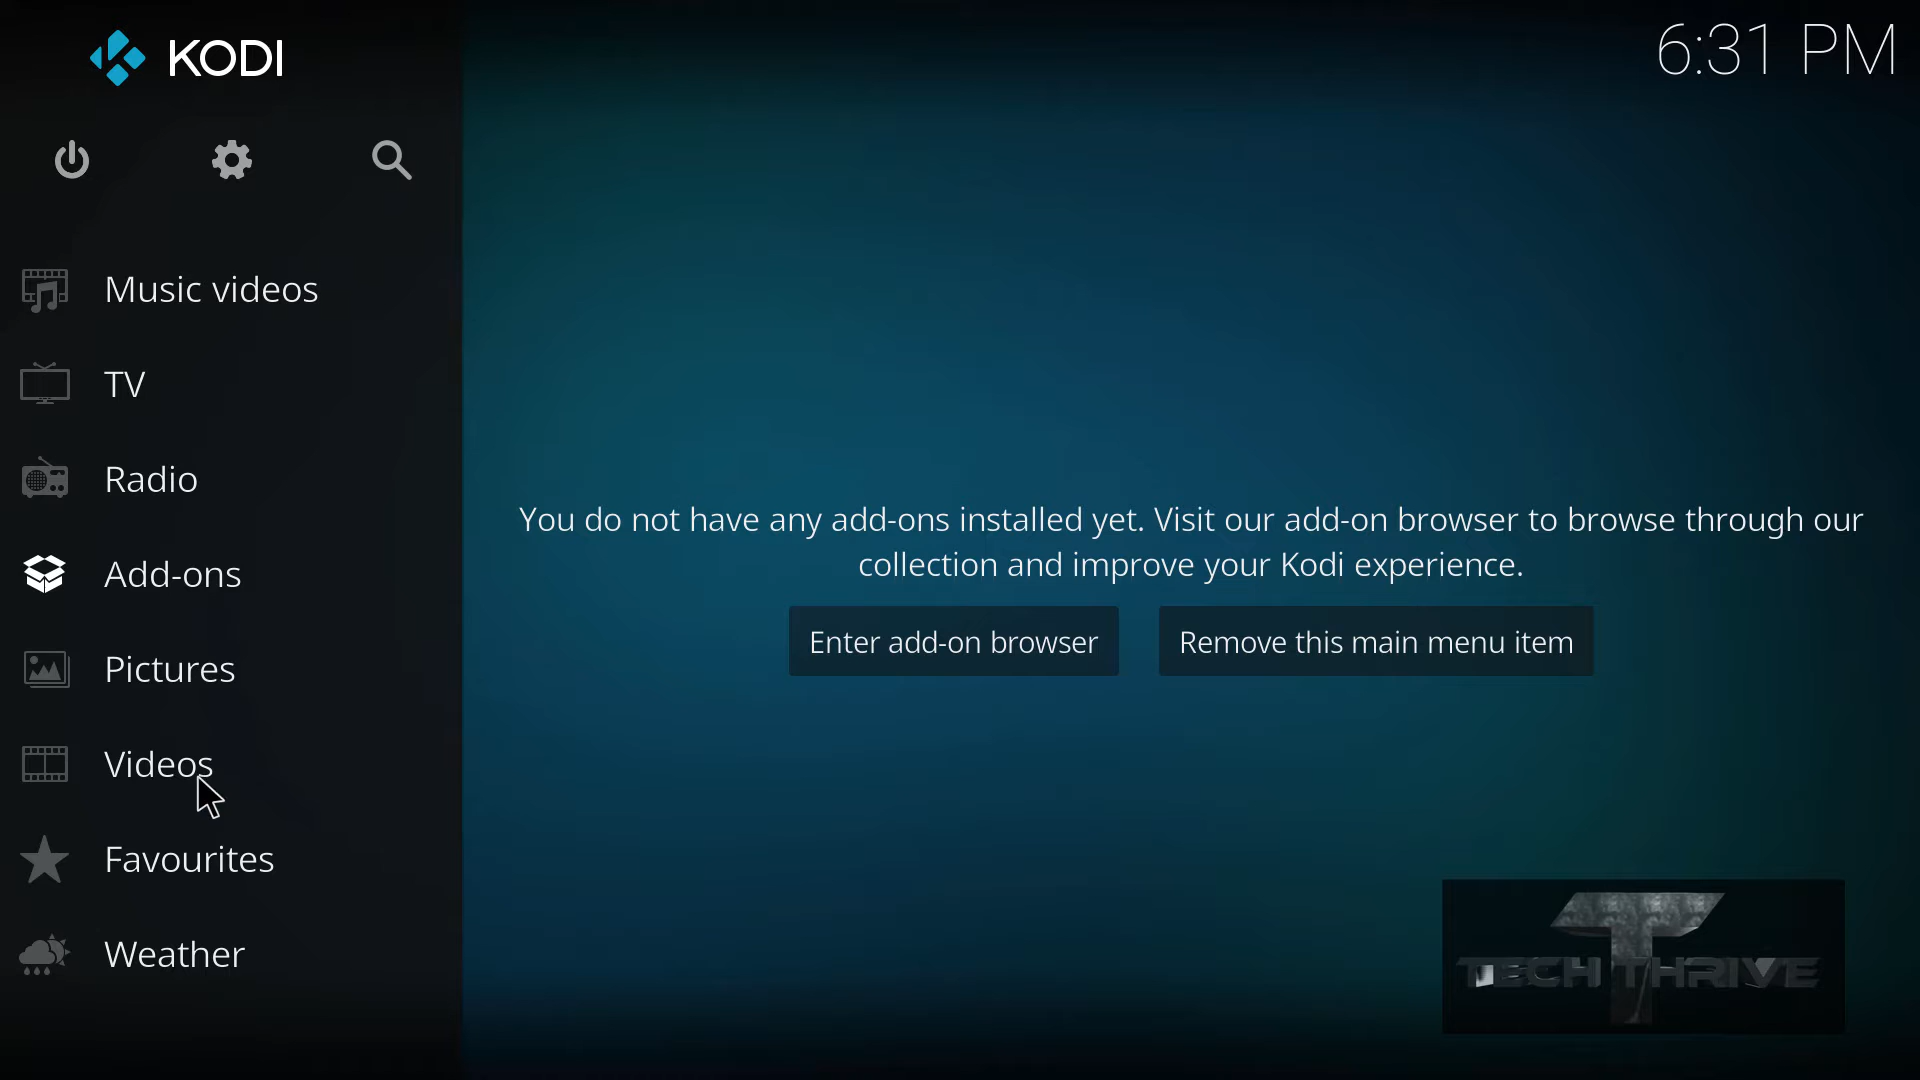 KODI
6:31 PM
Music videos
TV
Radio
Add-ons
Pictures
Videos
Favourites
Weather
You do not have any add-ons installed yet. Visit our add-on browser to browse through our
collection and improve your Kodi experience.
Enter add-on browser
Remove this main menu item
TECH THRIVE